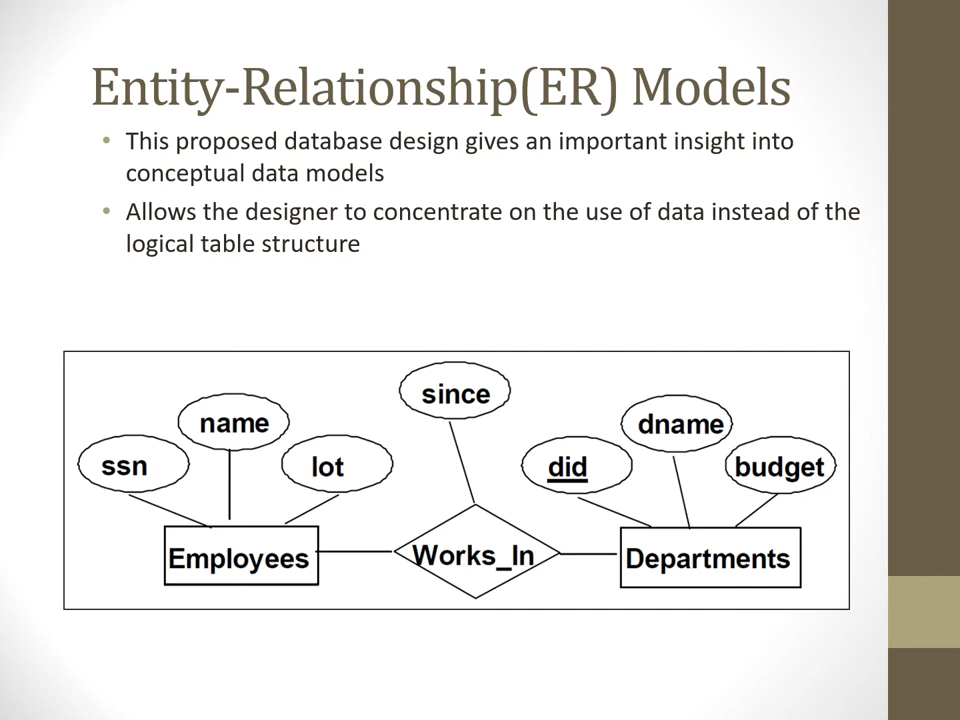 Entity-Relationship(ER) Models
• This proposed database design gives an important insight into
conceptual data models
• Allows the designer to concentrate on the use of data instead of the
logical table structure
since
name
dname
ssn
lot
did
budget
Employees
Works_In
Departments